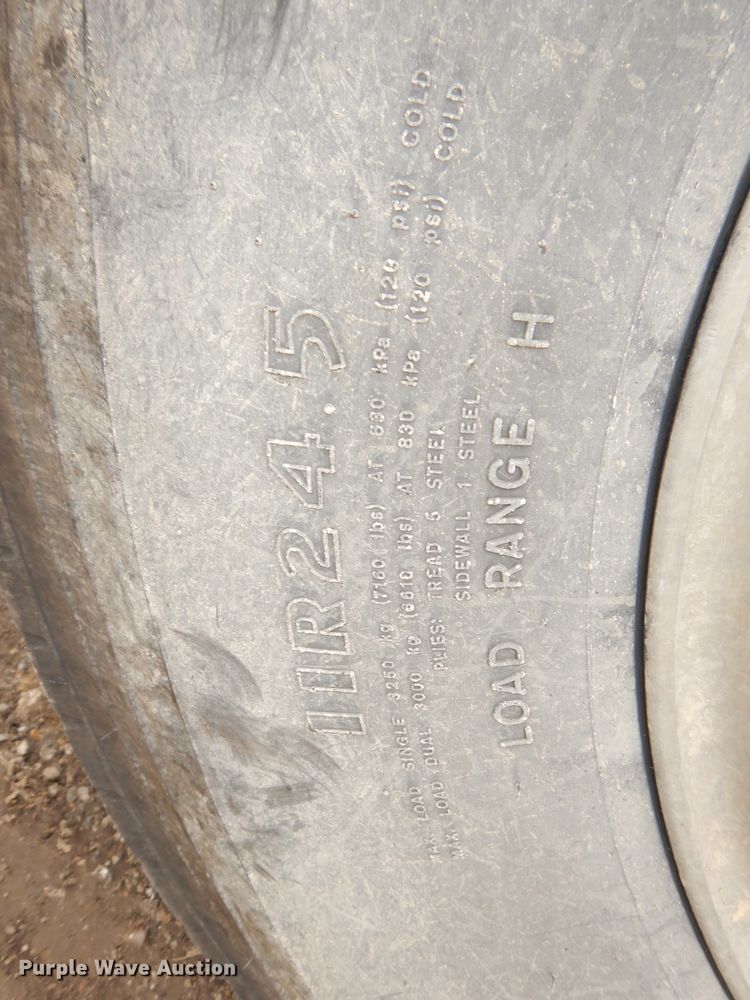 11R24.5
MAX. LOAD SINGLE 3250 kg (7160 lbs) AT 830 kPa (120 psi) COLD
MAX. LOAD DUAL 3000 kg (6610 lbs) AT 830 kPa (120 psi) COLD
PLIES: TREAD 5 STEEL
SIDEWALL 1 STEEL
LOAD RANGE H
Purple Wave Auction